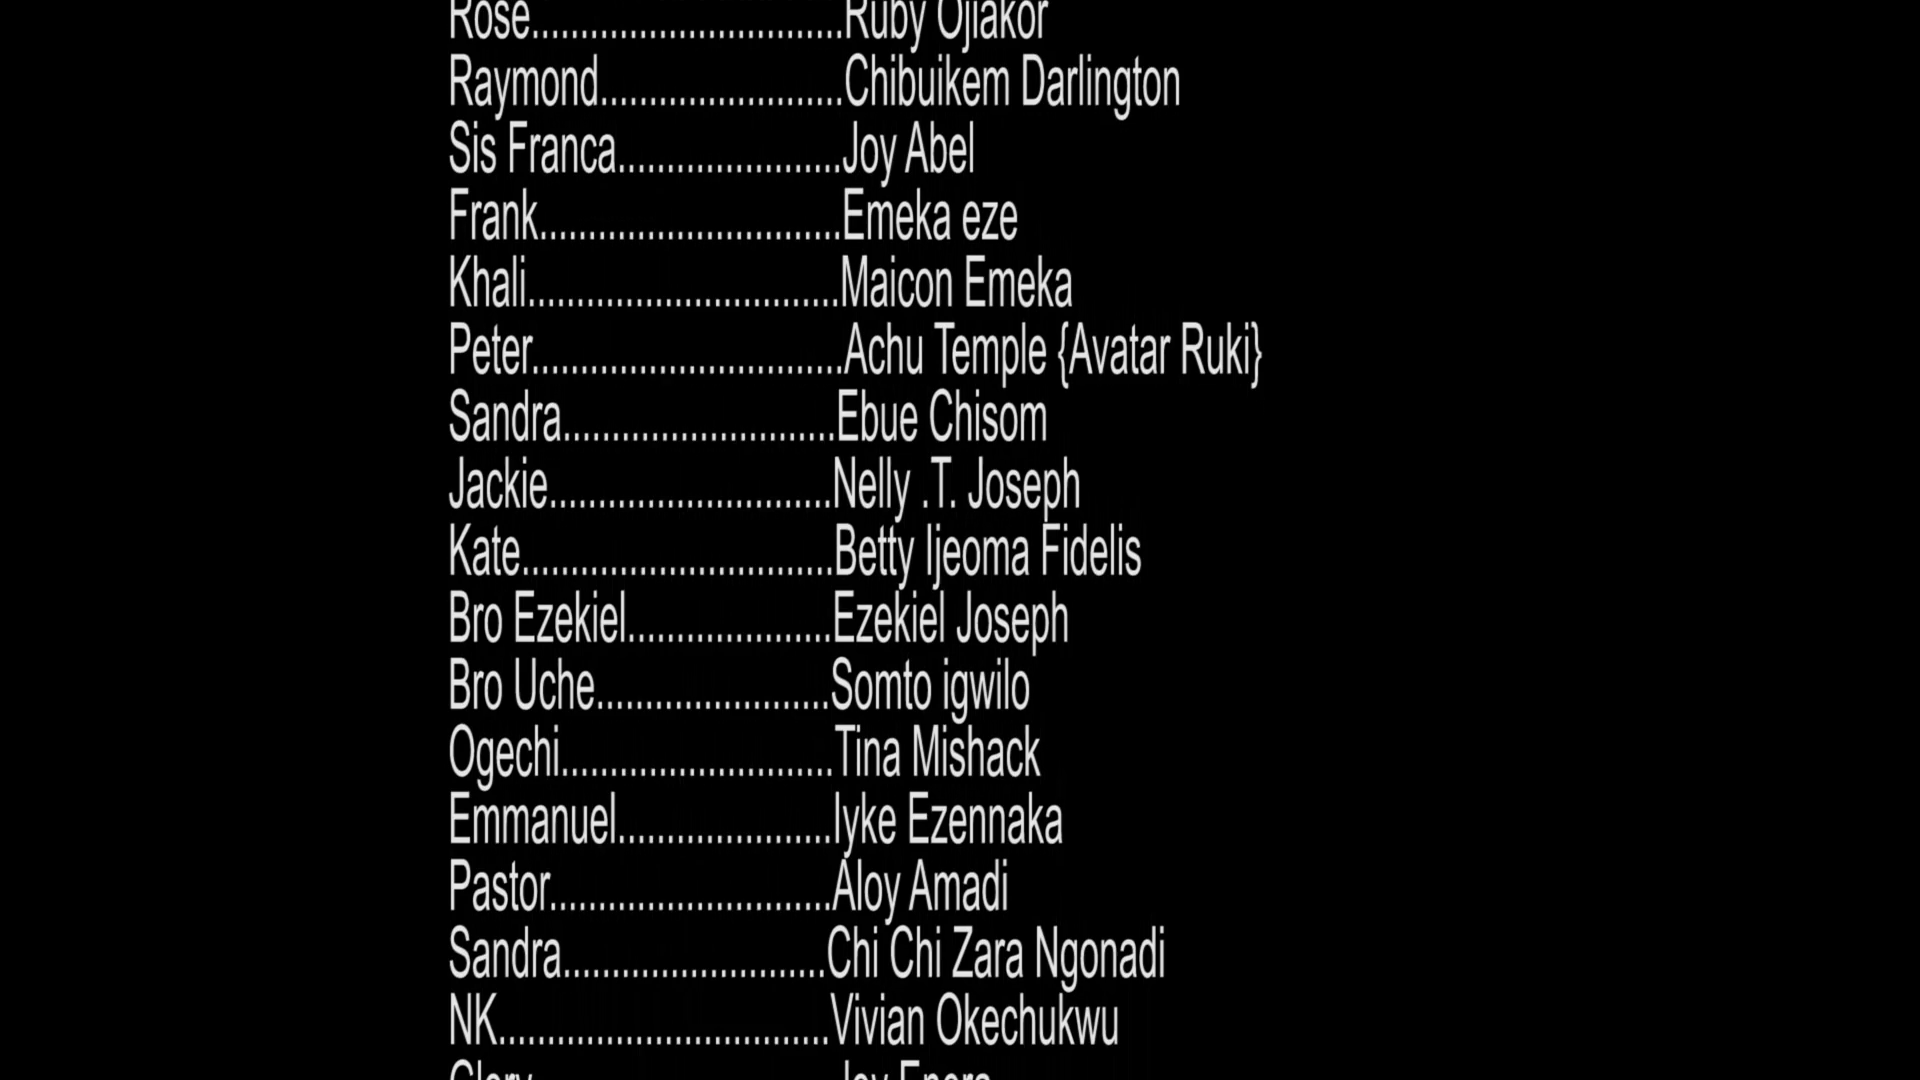 Rose................................Ruby Ojiakor
Raymond.........................Chibuikem Darlington
Sis Franca.......................Joy Abel
Frank...............................Emeka eze
Khali................................Maicon Emeka
Peter................................Achu Temple {Avatar Ruki}
Sandra............................Ebue Chisom
Jackie.............................Nelly .T. Joseph
Kate................................Betty Ijeoma Fidelis
Bro Ezekiel.....................Ezekiel Joseph
Bro Uche........................Somto igwilo
Ogechi............................Tina Mishack
Emmanuel......................Iyke Ezennaka
Pastor.............................Aloy Amadi
Sandra...........................Chi Chi Zara Ngonadi
NK..................................Vivian Okechukwu
Glory................................Joy